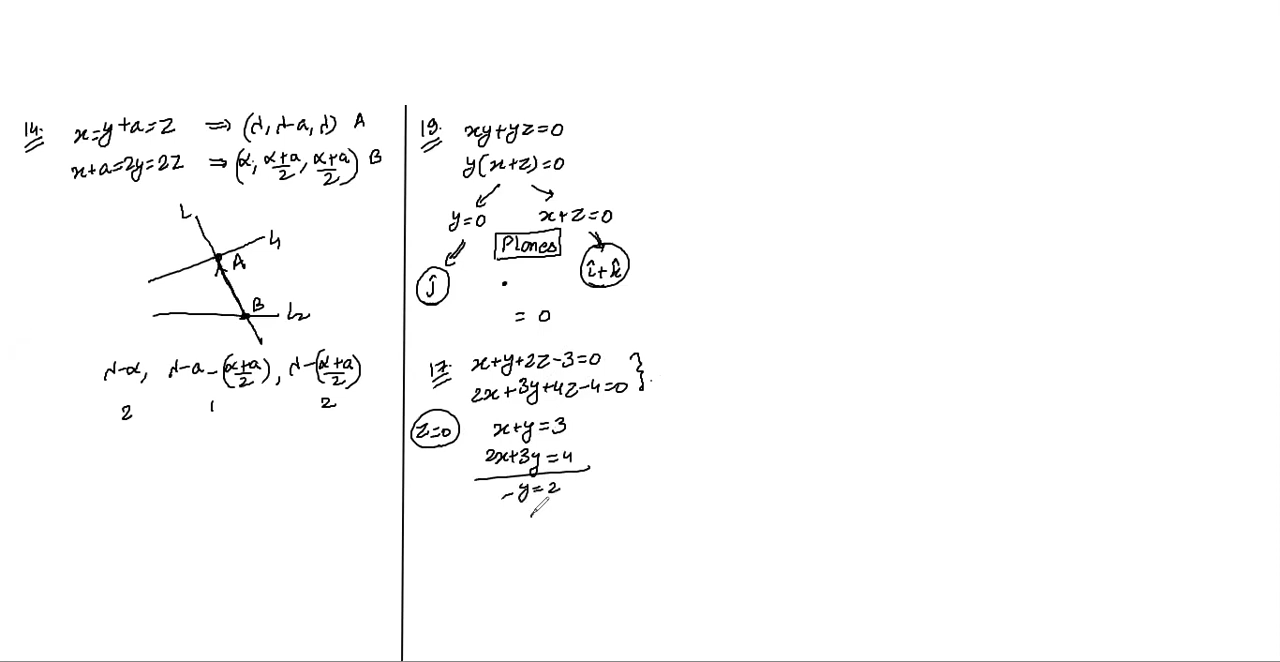 14. x=y+a=z ⇒ (λ, λ-a, λ) A
x+a=2y=2z ⇒ (α, (α+a)/2, (α+a)/2) B
L
L1
A
B
L2
λ-α, λ-a-((α+a)/2), λ-((α+a)/2)
2 1 2
19. xy+yz=0
y(x+z)=0
y=0 x+z=0
Planes
ĵ î+k̂
= 0
17. x+y+2z-3=0
2x+3y+4z-4=0 }
z=0 x+y=3
2x+3y=4
-y=2